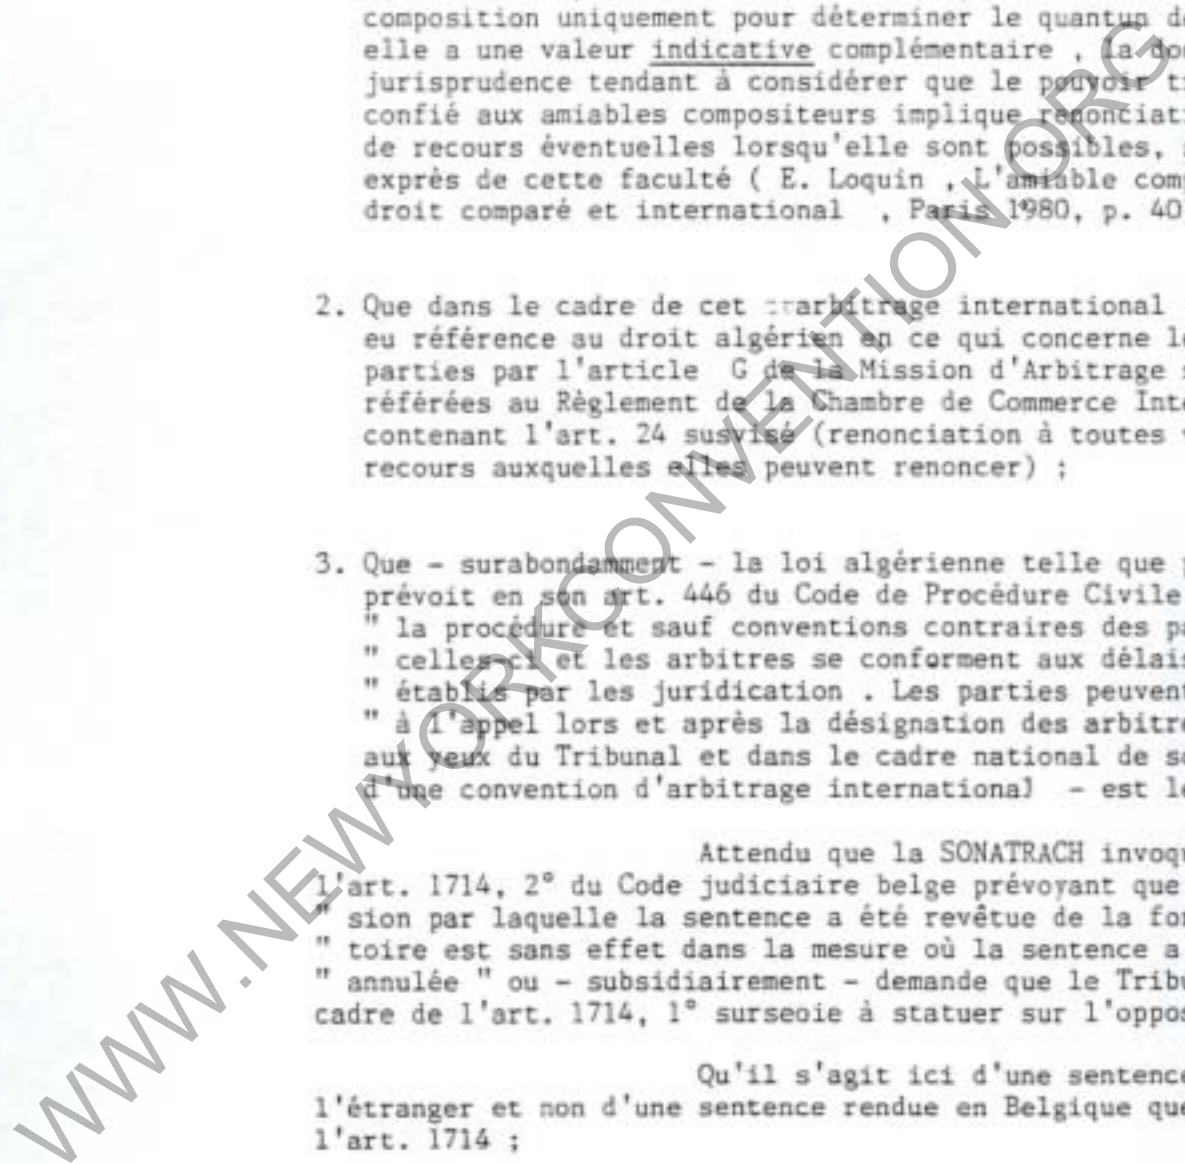 composition uniquement pour déterminer le quantum d
elle a une valeur indicative complémentaire , la
jurisprudence tendant à considérer que le pouvoir
confié aux amiables compositeurs implique
de recours éventuelles lorsqu'elle sont possibles,
exprès de cette faculté ( E. Loquin , L'amiable com
droit comparé et international , Paris 1980, p. 40
2. Que dans le cadre de cet arbitrage international
eu référence au droit algérien en ce qui concerne
parties par l'article G de la Mission d'Arbitrage
référées au Règlement de la Chambre de Commerce Inte
contenant l'art. 24 susvisé (renonciation à toutes
recours auxquelles elles peuvent renoncer) ;
3. Que - surabondamment - la loi algérienne telle que
prévoit en son art. 446 du Code de Procédure Civile
" la procédure et sauf conventions contraires des pa
" celles-ci et les arbitres se conforment aux délais
" établis par les juridication . Les parties peuvent
" à l'appel lors et après la désignation des arbitre
aux yeux du Tribunal et dans le cadre national de s
d'une convention d'arbitrage international - est le
Attendu que la SONATRACH invoqu
l'art. 1714, 2° du Code judiciaire belge prévoyant que
" sion par laquelle la sentence a été revêtue de la fo
" toire est sans effet dans la mesure où la sentence a
" annulée " ou - subsidiairement - demande que le Tribu
cadre de l'art. 1714, 1° surseoie à statuer sur l'oppos
Qu'il s'agit ici d'une sentence
l'étranger et non d'une sentence rendue en Belgique que
l'art. 1714 ;
WWW.NEWYORKCONVENTION.ORG